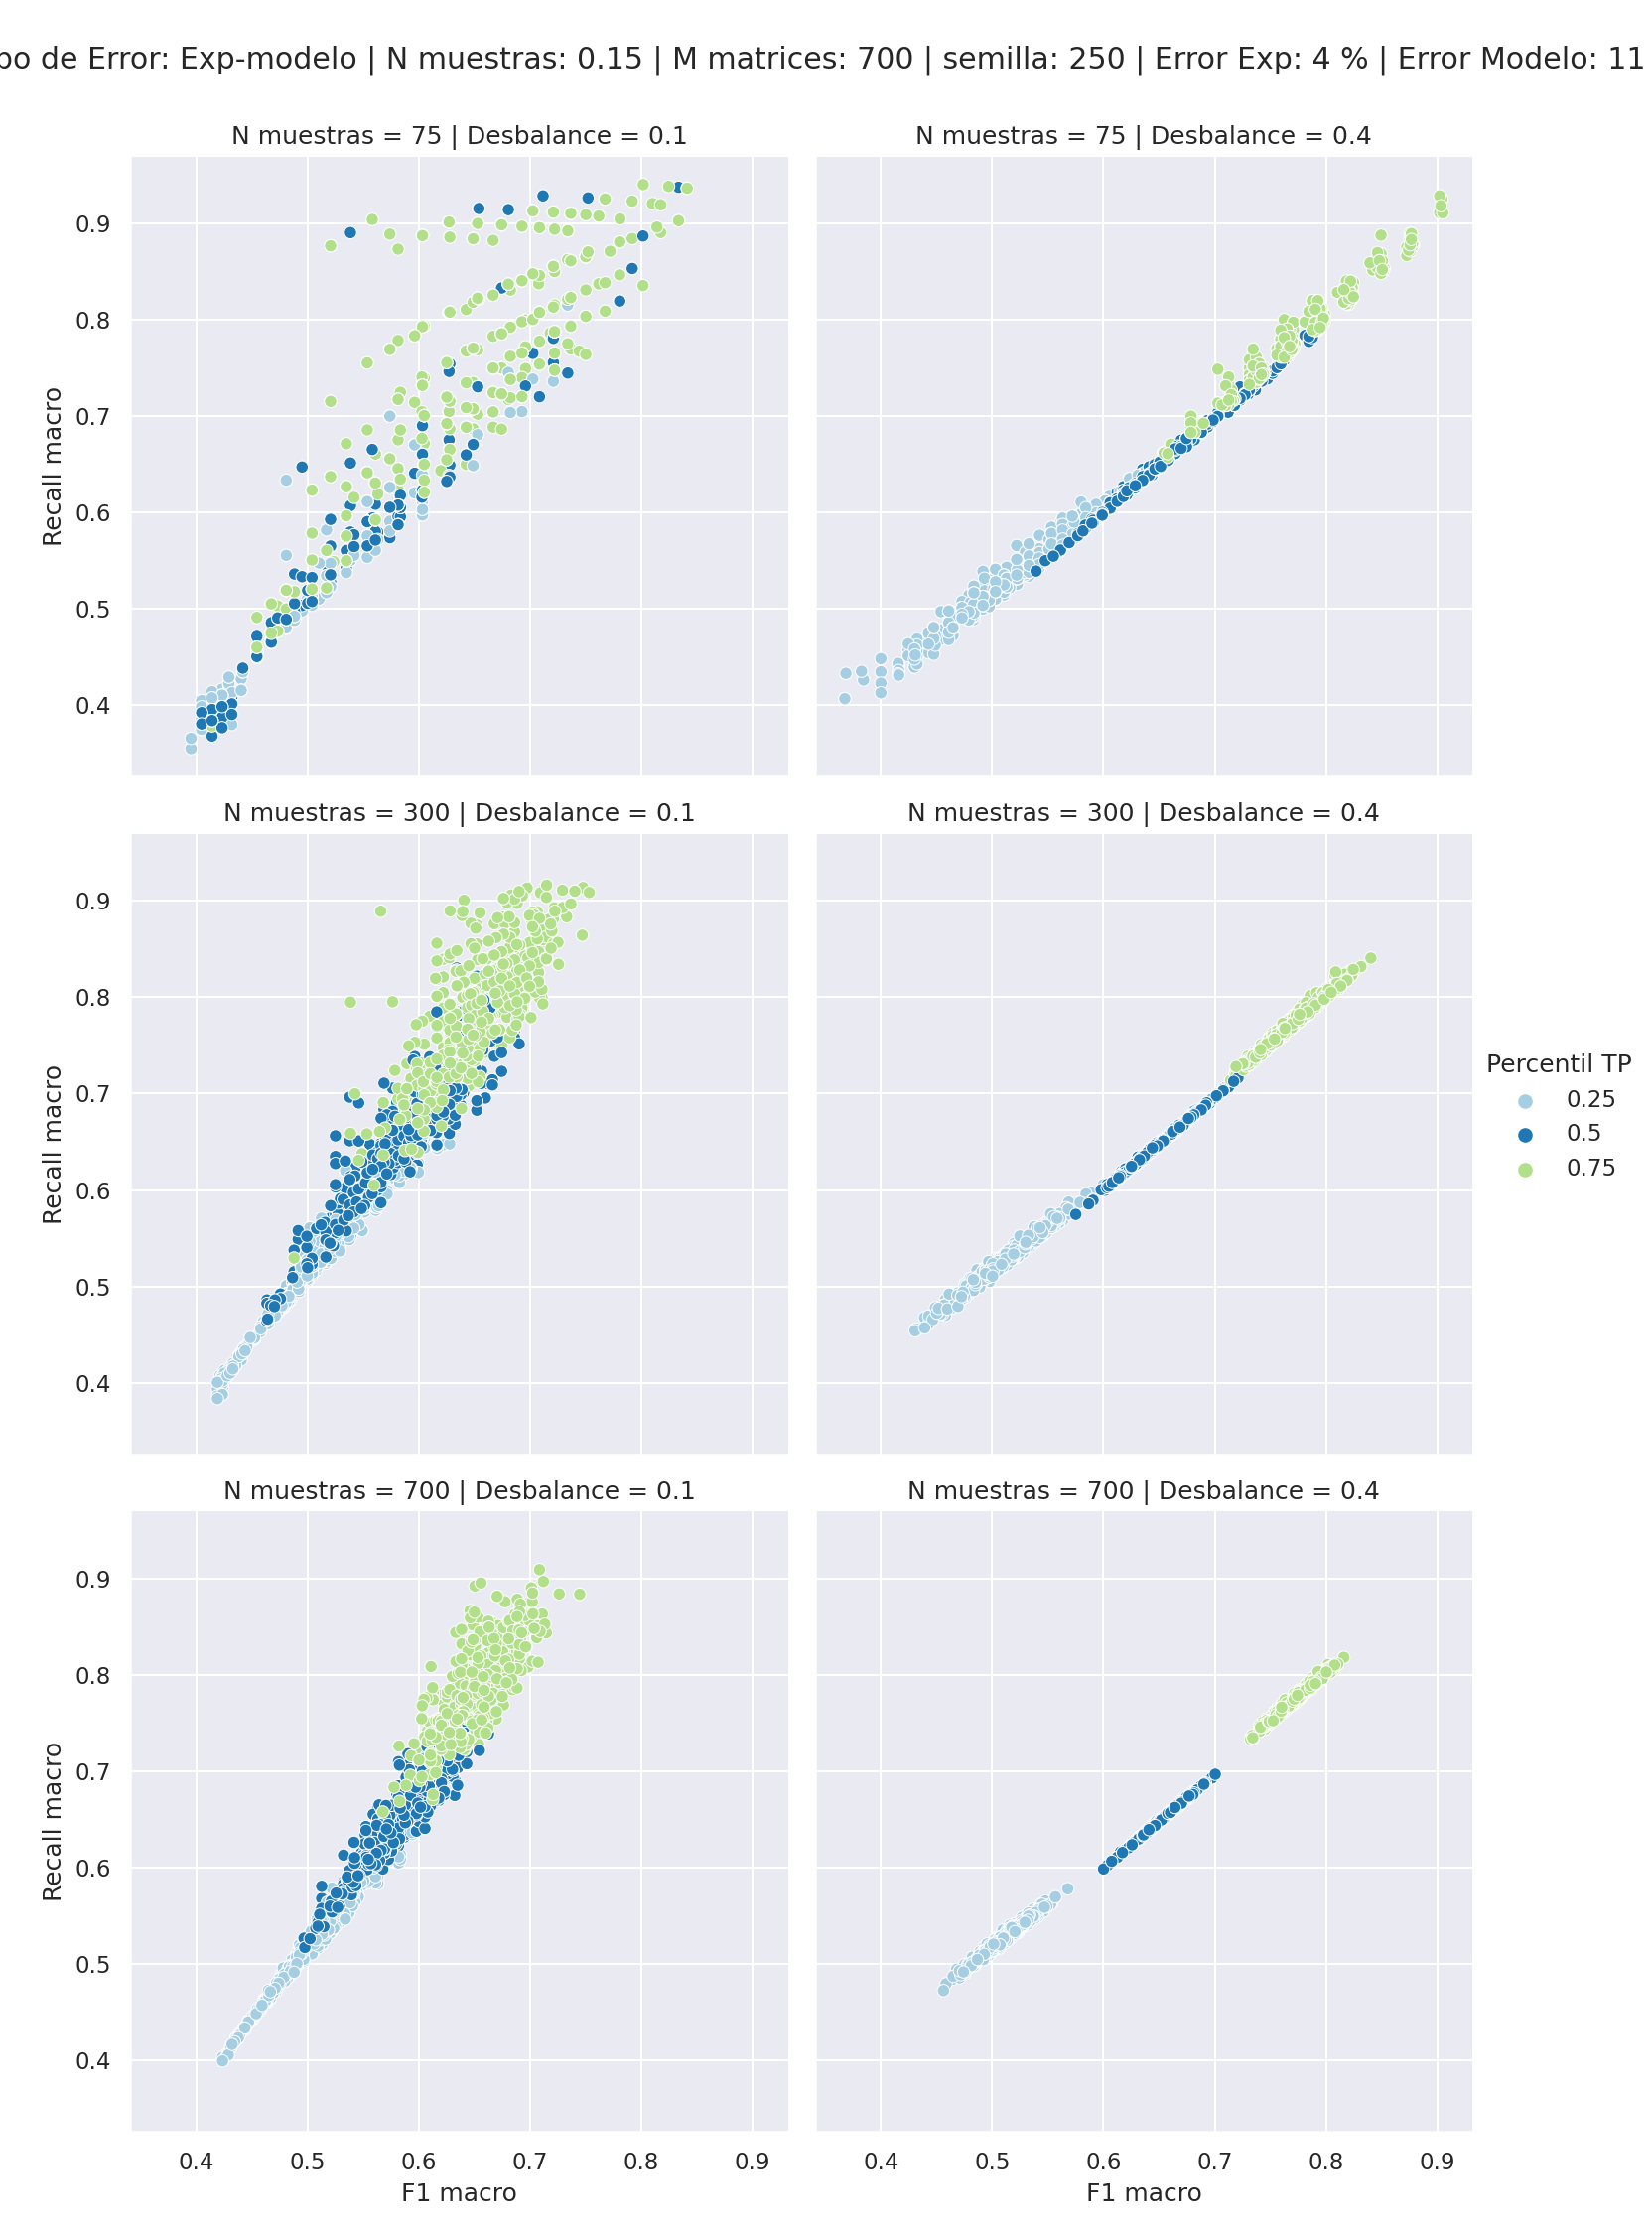 po de Error: Exp-modelo | N muestras: 0.15 | M matrices: 700 | semilla: 250 | Error Exp: 4 % | Error Modelo: 11
N muestras = 75 | Desbalance = 0.1
N muestras = 75 | Desbalance = 0.4
0.9
0.8
0.7
0.6
0.5
0.4
Recall macro
N muestras = 300 | Desbalance = 0.1
N muestras = 300 | Desbalance = 0.4
0.9
0.8
0.7
0.6
0.5
0.4
Recall macro
Percentil TP
0.25
0.5
0.75
N muestras = 700 | Desbalance = 0.1
N muestras = 700 | Desbalance = 0.4
0.9
0.8
0.7
0.6
0.5
0.4
Recall macro
0.4 0.5 0.6 0.7 0.8 0.9
0.4 0.5 0.6 0.7 0.8 0.9
F1 macro
F1 macro